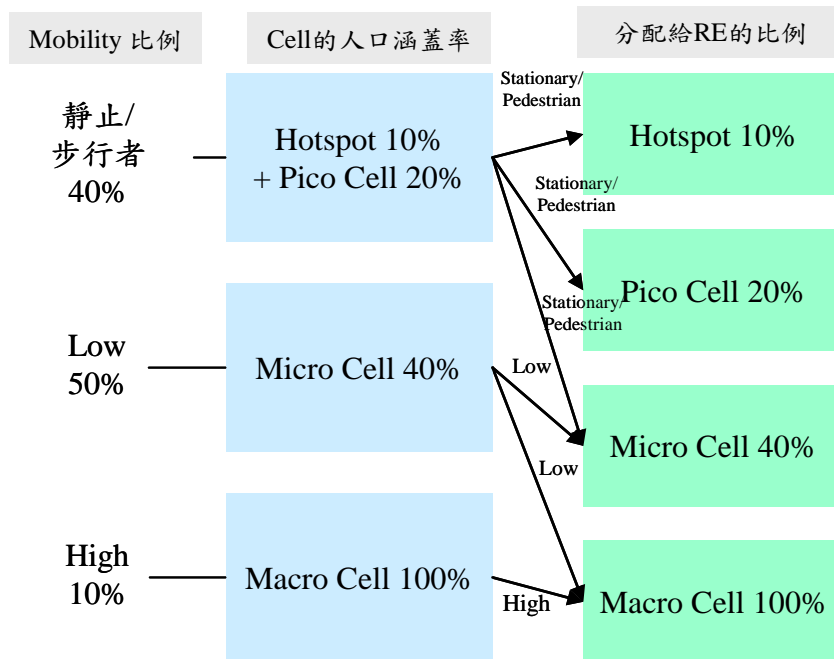 Mobility 比例
Cell的人口涵蓋率
分配給RE的比例
靜止/
步行者
40%
Hotspot 10%
+ Pico Cell 20%
Stationary/
Pedestrian
Hotspot 10%
Stationary/
Pedestrian
Stationary/
Pedestrian
Pico Cell 20%
Low
50%
Micro Cell 40%
Low
Low
Micro Cell 40%
High
10%
Macro Cell 100%
High
Macro Cell 100%